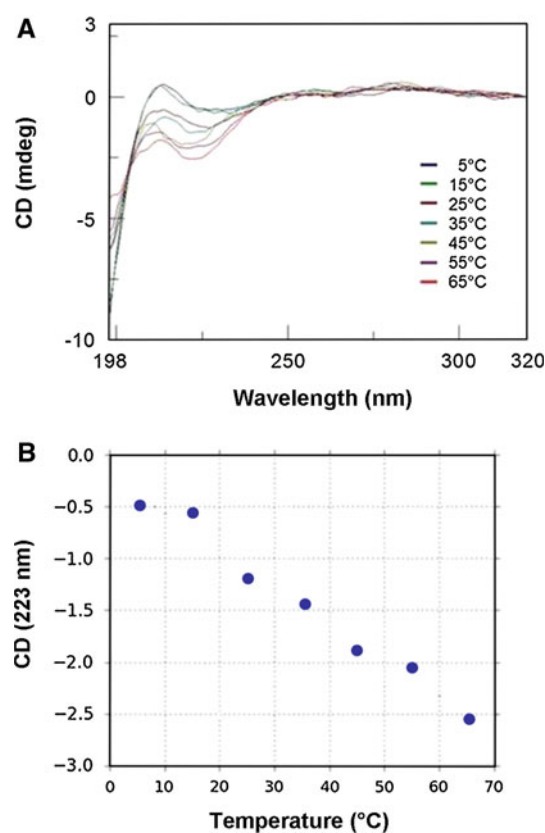 A
3
0
-5
-10
CD (mdeg)
5°C
15°C
25°C
35°C
45°C
55°C
65°C
198 250 300 320
Wavelength (nm)
B
0.0
−0.5
−1.0
−1.5
−2.0
−2.5
−3.0
CD (223 nm)
0 10 20 30 40 50 60 70
Temperature (°C)